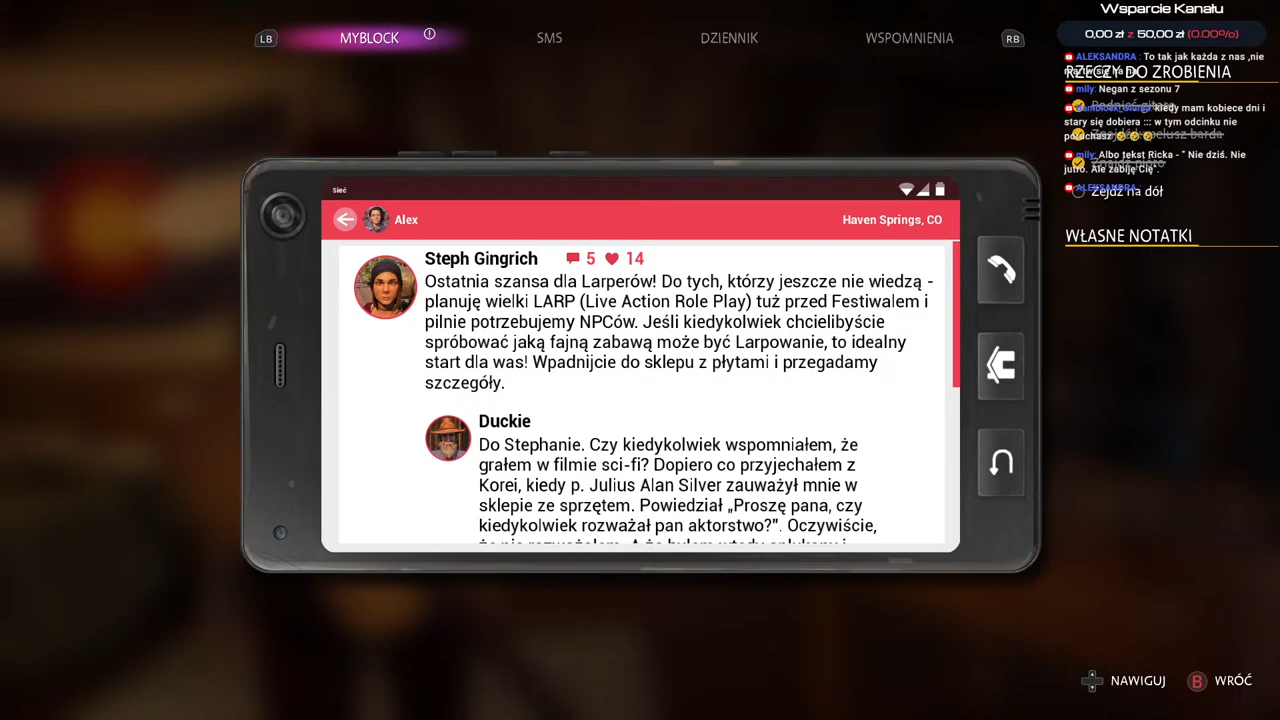 LB
MYBLOCK
SMS
DZIENNIK
WSPOMNIENIA
RB
Wsparcie Kanału
0,00 zł z 50,00 zł (0.00%)
ALEKSANDRA : To tak jak każda z nas ,nie
RZECZY DO ZROBIENIA
mily: Negan z sezonu 7
kiedy mam kobiece dni i
stary się dobiera ::: w tym odcinku nie
mily: Albo tekst Ricka - " Nie dziś. Nie
jutro. Ale zabiję Cię".
ALEKSANDRA:
Zejdź na dół
WŁASNE NOTATKI
Sieć
Alex
Haven Springs, CO
Steph Gingrich 5 14
Ostatnia szansa dla Larperów! Do tych, którzy jeszcze nie wiedzą -
planuję wielki LARP (Live Action Role Play) tuż przed Festiwalem i
pilnie potrzebujemy NPCów. Jeśli kiedykolwiek chcielibyście
spróbować jaką fajną zabawą może być Larpowanie, to idealny
start dla was! Wpadnijcie do sklepu z płytami i przegadamy
szczegóły.
Duckie
Do Stephanie. Czy kiedykolwiek wspomniałem, że
grałem w filmie sci-fi? Dopiero co przyjechałem z
Korei, kiedy p. Julius Alan Silver zauważył mnie w
sklepie ze sprzętem. Powiedział „Proszę pana, czy
kiedykolwiek rozważał pan aktorstwo?". Oczywiście,
NAWIGUJ
B WRÓĆ